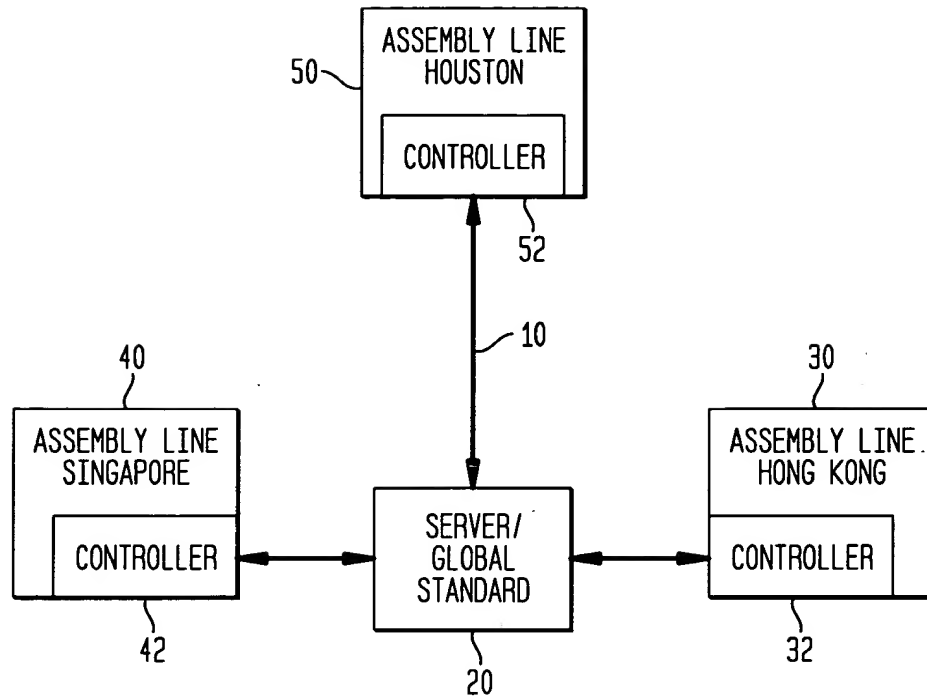 ASSEMBLY LINE
HOUSTON
50
CONTROLLER
52
10
40
30
ASSEMBLY LINE
SINGAPORE
ASSEMBLY LINE
HONG KONG
SERVER/
GLOBAL
STANDARD
CONTROLLER
CONTROLLER
42
20
32